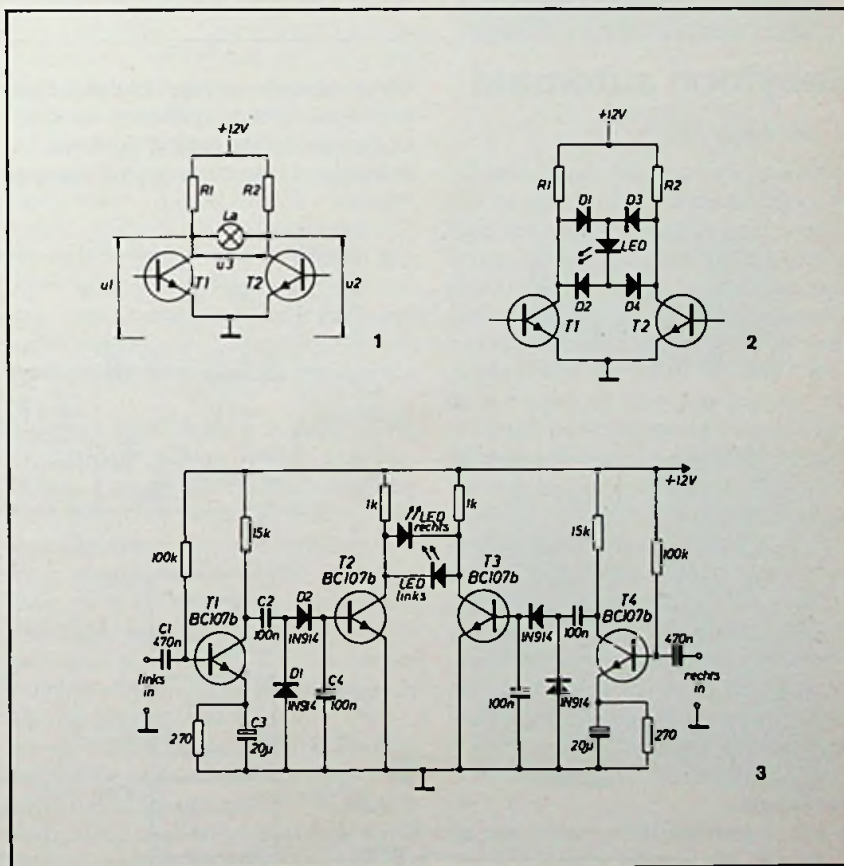 +12V
R1
R2
La
u3
u1
T1
T2
u2
1
+12V
R1
R2
D1
D3
LED
D2
D4
T1
T2
2
+12V
1k
1k
LED
rechts
15k
15k
100k
100k
LED
links
T1
BC107b
C2
100n
D2
1N914
T2
BC107b
T3
BC107b
1N914
100n
T4
BC107b
C1
470n
470n
links
in
rechts
in
D1
1N914
C4
100n
100n
1N914
270
C3
20µ
20µ
270
3